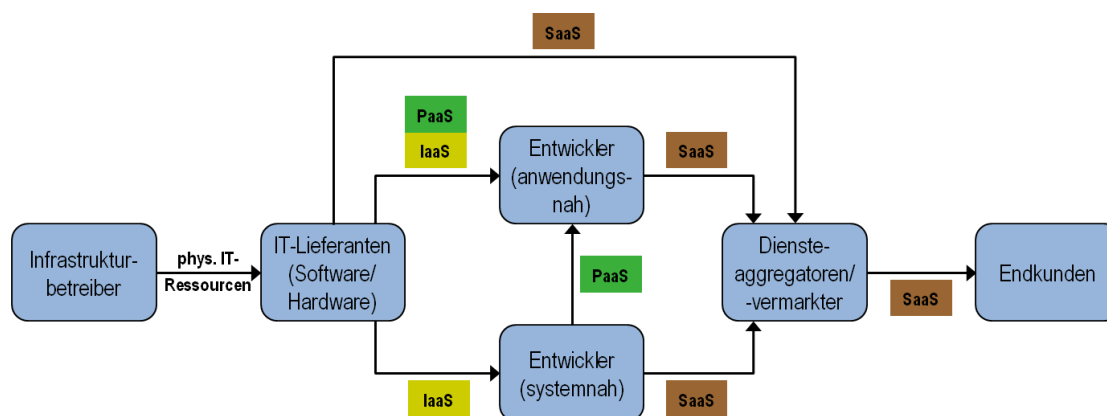 SaaS
PaaS
IaaS
Entwickler
(anwendungs-
nah)
SaaS
Infrastruktur-
betreiber
phys. IT-
Ressourcen
IT-Lieferanten
(Software/
Hardware)
PaaS
Dienste-
aggregatoren/
-vermarkter
SaaS
Endkunden
IaaS
Entwickler
(systemnah)
SaaS